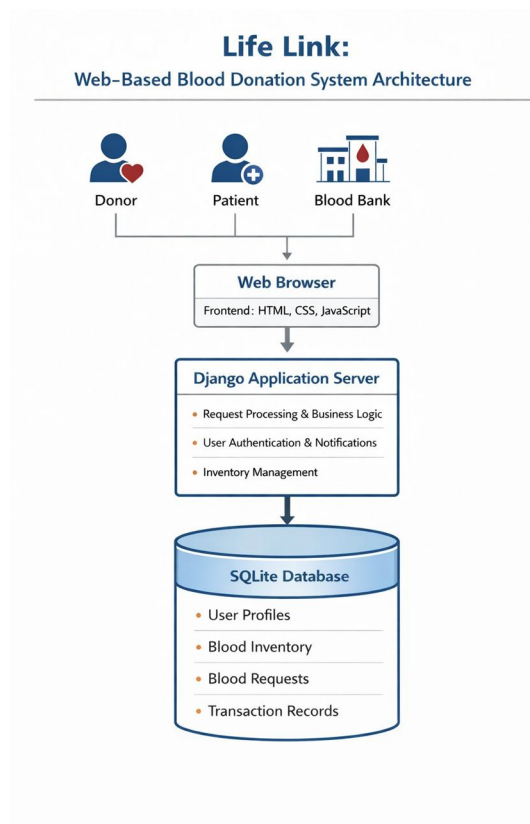 Life Link:
Web-Based Blood Donation System Architecture
Donor
Patient
Blood Bank
Web Browser
Frontend: HTML, CSS, JavaScript
Django Application Server
• Request Processing & Business Logic
• User Authentication & Notifications
• Inventory Management
SQLite Database
• User Profiles
• Blood Inventory
• Blood Requests
• Transaction Records